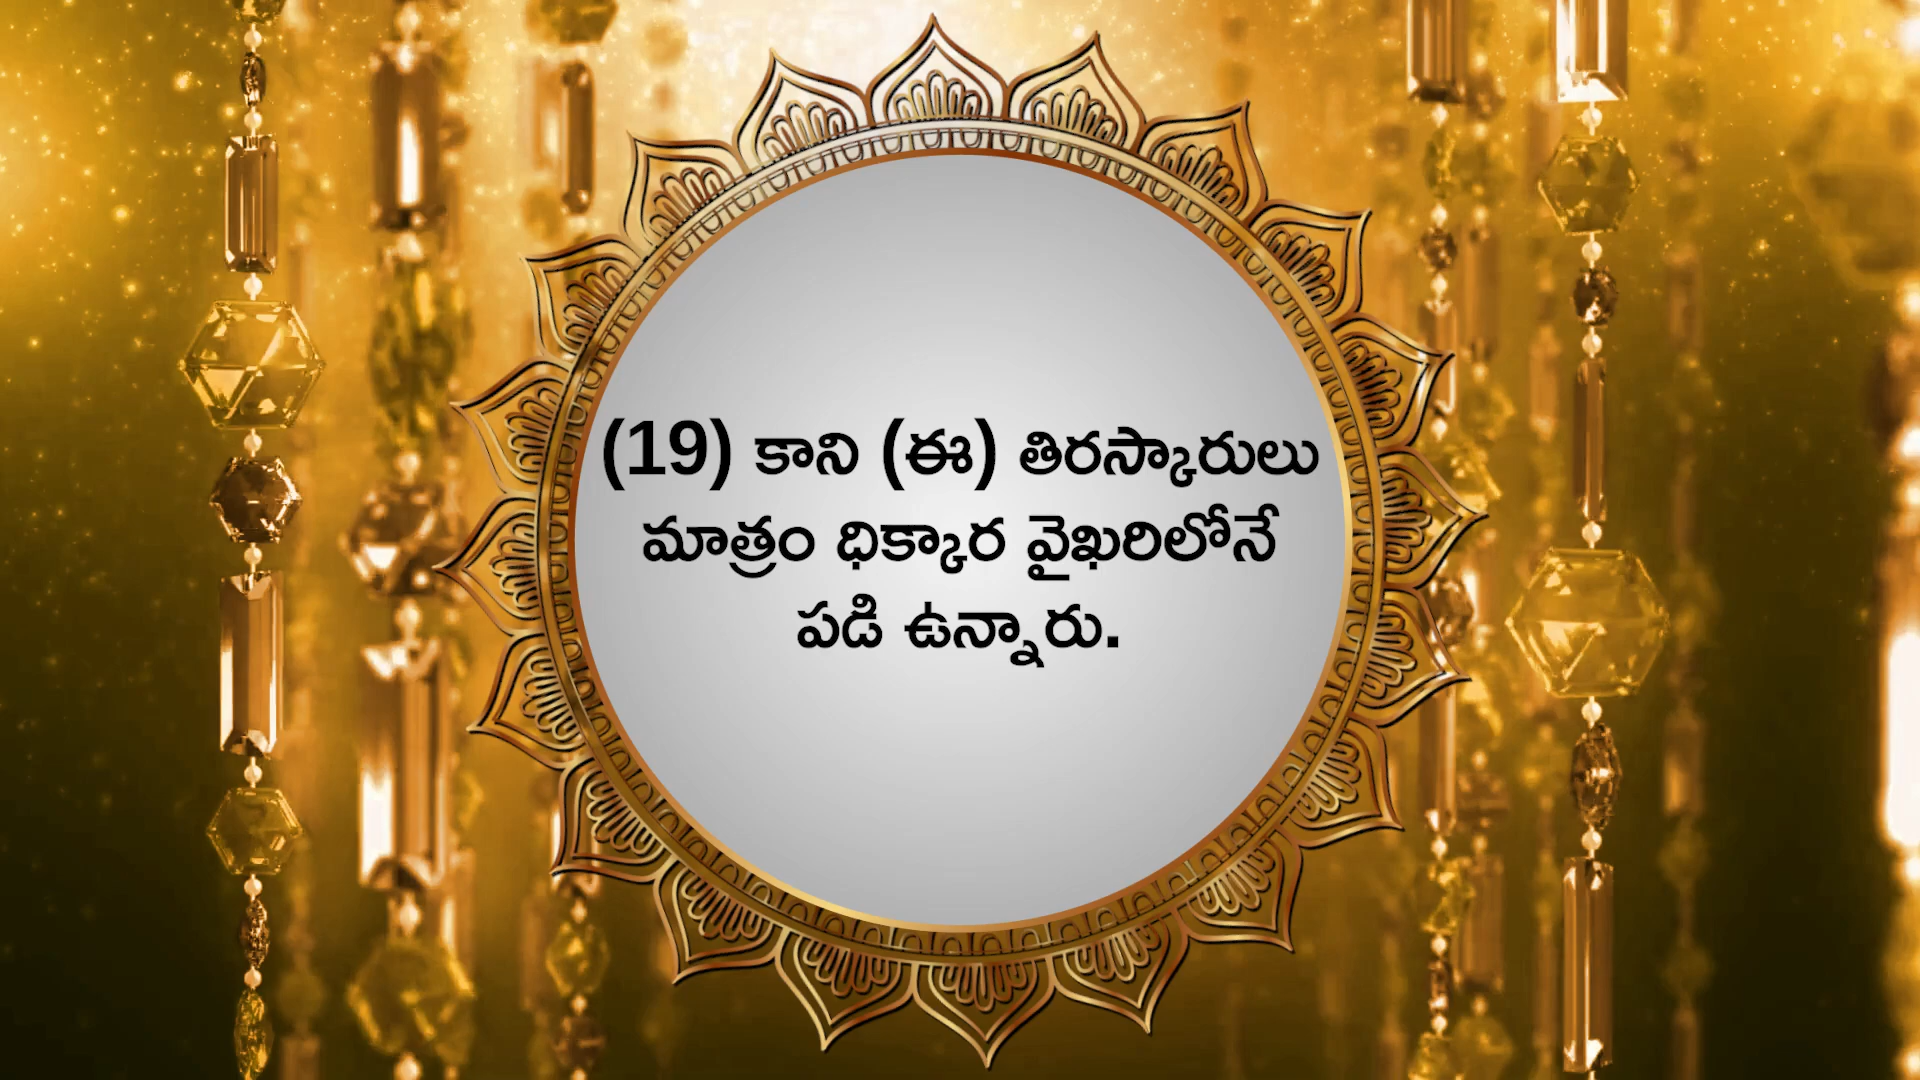 (19) కాని (ఈ) తిరస్కారులు
మాత్రం ధిక్కార వైఖరిలోనే
పడి ఉన్నారు.